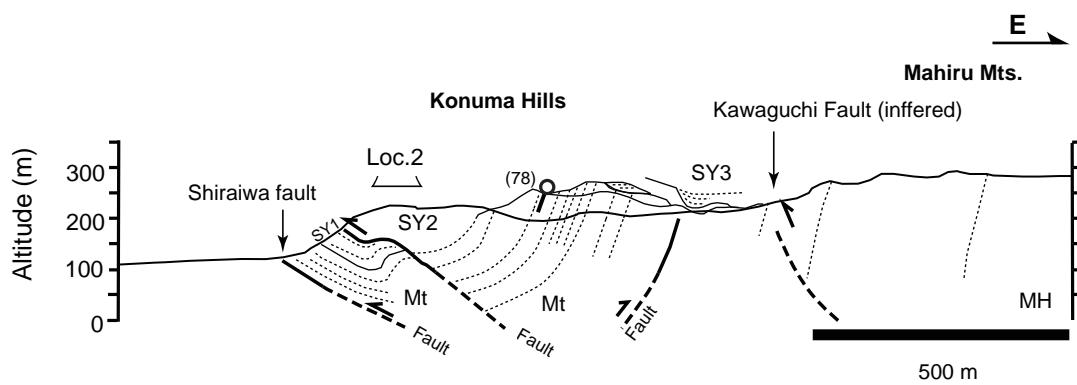 E
Mahiru Mts.
Konuma Hills
Kawaguchi Fault (inffered)
Altitude (m)
300
200
100
0
Loc.2
(78)
SY3
Shiraiwa fault
SY1
SY2
Mt
Mt
MH
Fault
Fault
Fault
500 m